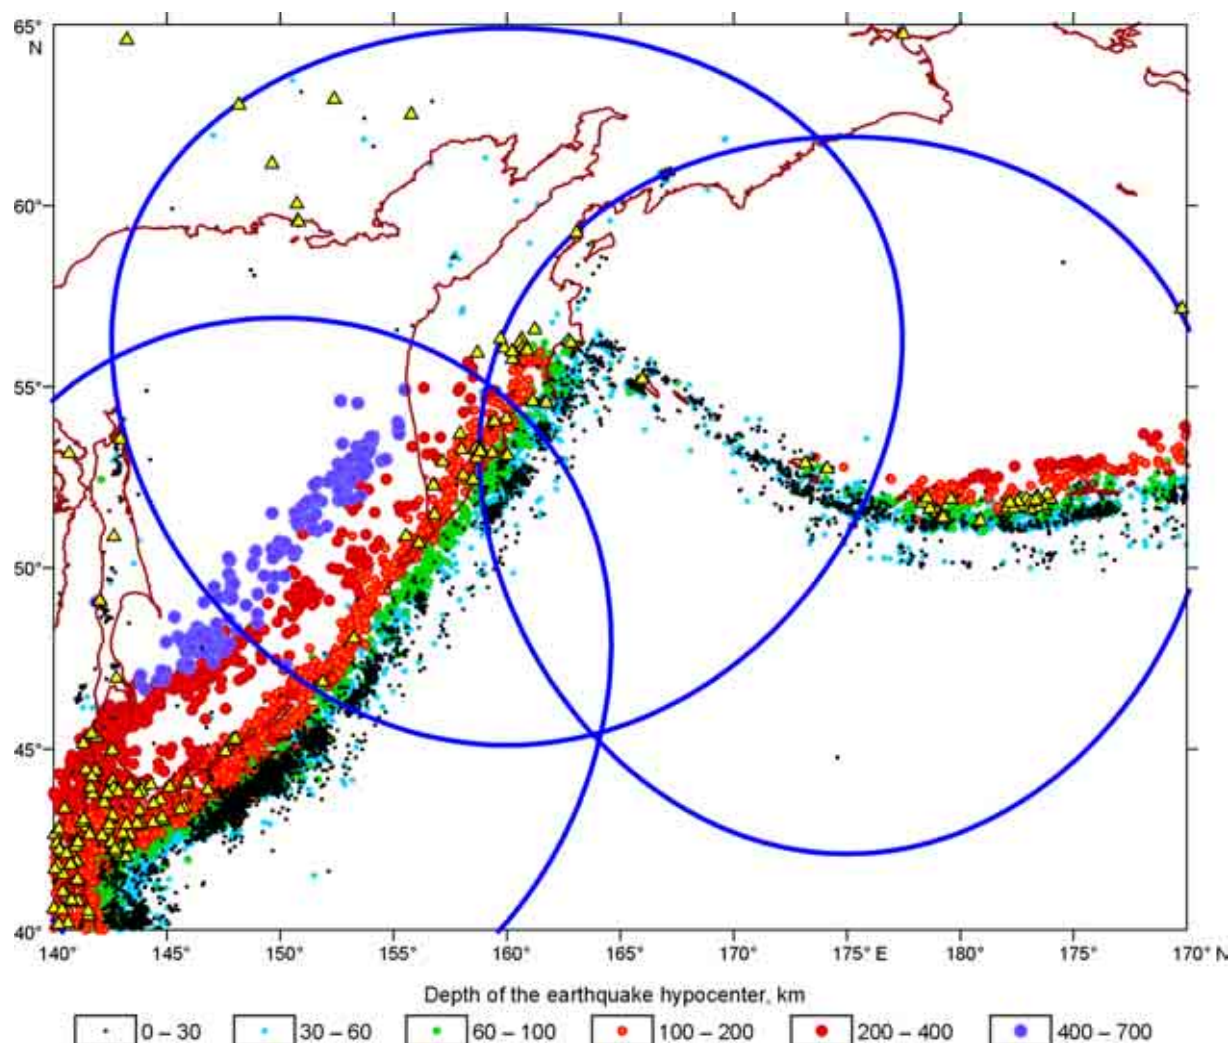 65°
N
60°
55°
50°
45°
40°
140° 145° 150° 155° 160° 165° 170° 175° E 180° 175° 170° N
Depth of the earthquake hypocenter, km
0 – 30 30 – 60 60 – 100 100 – 200 200 – 400 400 – 700